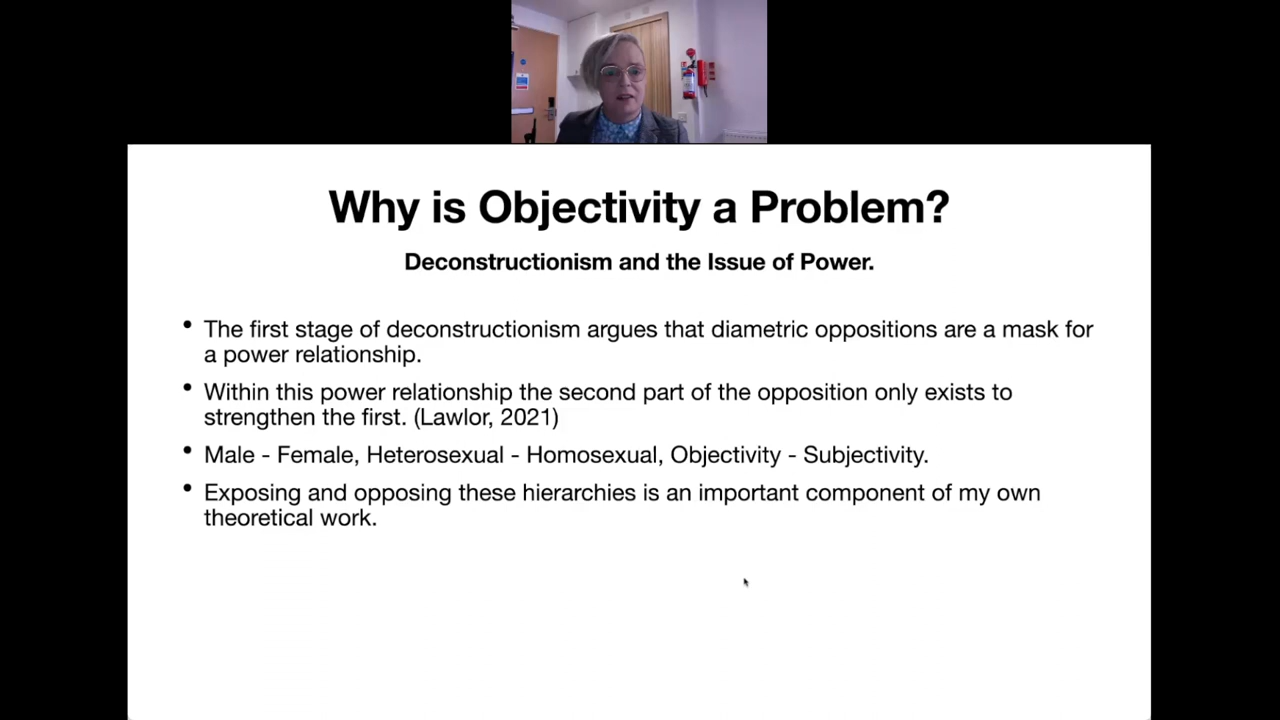 Why is Objectivity a Problem?
Deconstructionism and the Issue of Power.
• The first stage of deconstructionism argues that diametric oppositions are a mask for
a power relationship.
• Within this power relationship the second part of the opposition only exists to
strengthen the first. (Lawlor, 2021)
• Male - Female, Heterosexual - Homosexual, Objectivity - Subjectivity.
• Exposing and opposing these hierarchies is an important component of my own
theoretical work.